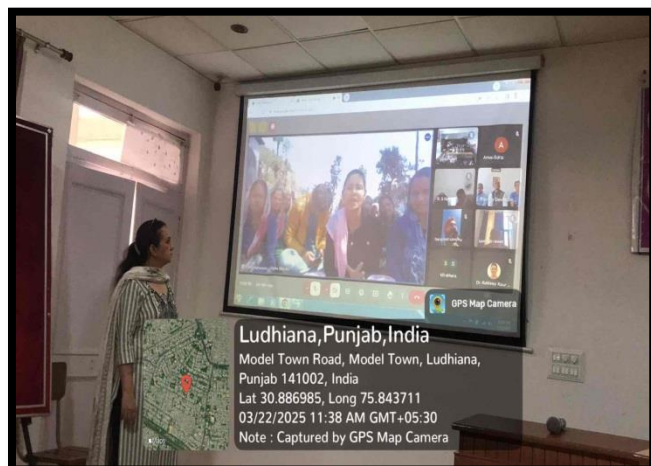 GPS Map Camera
Ludhiana,Punjab,India
Model Town Road, Model Town, Ludhiana,
Punjab 141002, India
Lat 30.886985, Long 75.843711
03/22/2025 11:38 AM GMT+05:30
Note : Captured by GPS Map Camera